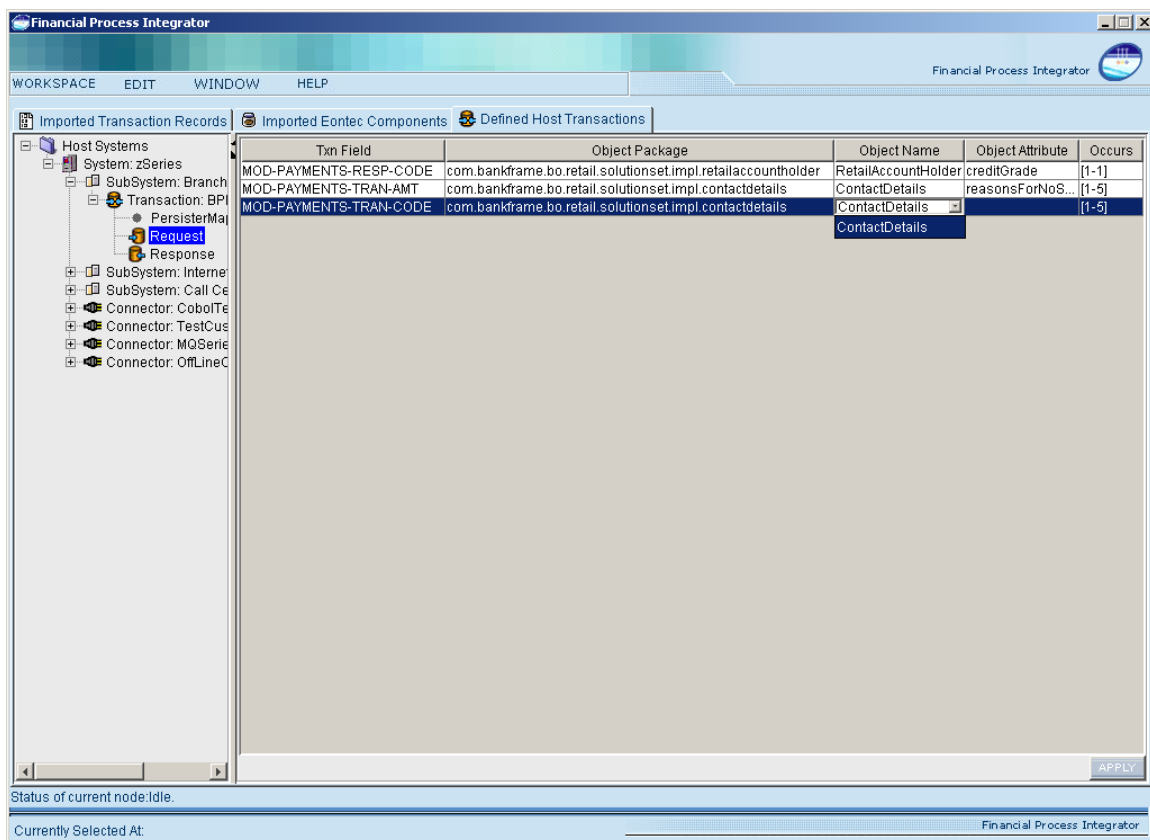 Financial Process Integrator
Financial Process Integrator
WORKSPACE EDIT WINDOW HELP
Imported Transaction Records Imported Eontec Components Defined Host Transactions
Host Systems
System: zSeries
SubSystem: Branch
Transaction: BPI
PersisterMa
Request
Response
SubSystem: Interne
SubSystem: Call Ce
Connector: CobolTe
Connector: TestCus
Connector: MQSerie
Connector: OffLineC
Txn Field Object Package Object Name Object Attribute Occurs
MOD-PAYMENTS-RESP-CODE com.bankframe.bo.retail.solutionset.impl.retailaccountholder RetailAccountHolder creditGrade [1-1]
MOD-PAYMENTS-TRAN-AMT com.bankframe.bo.retail.solutionset.impl.contactdetails ContactDetails reasonsForNoS... [1-5]
MOD-PAYMENTS-TRAN-CODE com.bankframe.bo.retail.solutionset.impl.contactdetails ContactDetails [1-5]
ContactDetails
APPLY
Status of current node:Idle.
Currently Selected At:
Financial Process Integrator